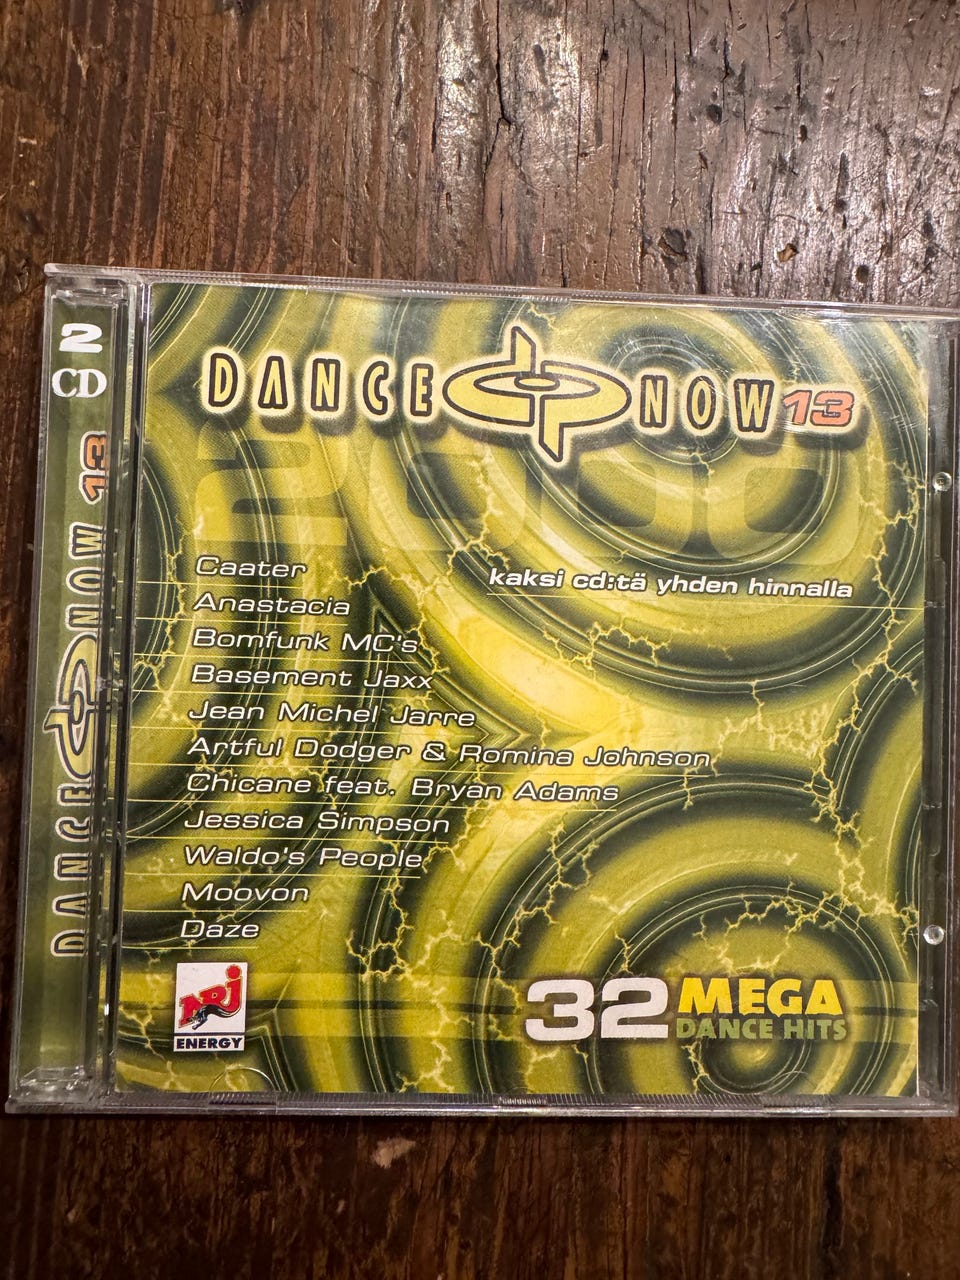 2
CD
DANCE NOW 13
DANCE NOW 13
2000
kaksi cd:tä yhden hinnalla
Caater
Anastacia
Bomfunk MC's
Basement Jaxx
Jean Michel Jarre
Artful Dodger & Romina Johnson
Chicane feat. Bryan Adams
Jessica Simpson
Waldo's People
Moovon
Daze
NRJ
ENERGY
32 MEGA
DANCE HITS